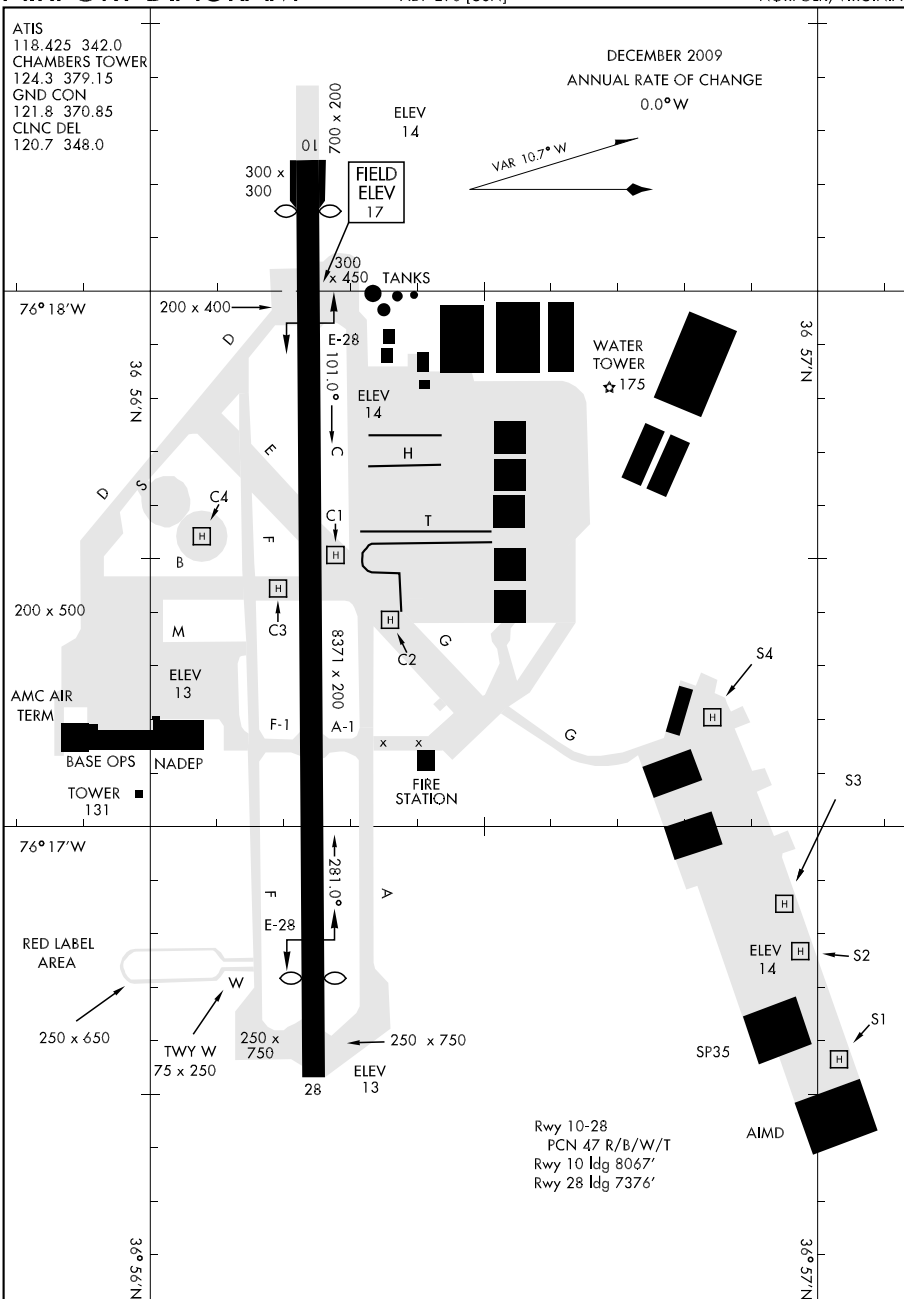 ATIS
118.425 342.0
CHAMBERS TOWER
124.3 379.15
GND CON
121.8 370.85
CLNC DEL
120.7 348.0
DECEMBER 2009
ANNUAL RATE OF CHANGE
0.0° W
VAR 10.7° W
700 x 200
ELEV
14
10
300 x
300
FIELD
ELEV
17
300
x 450
TANKS
76° 18'W
200 x 400
E-28
D
101.0°
C
36 56'N
ELEV
14
WATER
TOWER
175
36 57'N
E
H
D
S
C4
H
C1
H
T
F
B
H
C3
H
C2
200 x 500
M
8371 x 200
G
ELEV
13
S4
H
AMC AIR
TERM
F-1
A-1
x x
G
BASE OPS
NADEP
FIRE
STATION
TOWER
131
S3
76° 17'W
281.0°
F
A
H
E-28
RED LABEL
AREA
ELEV
14
H
S2
W
250 x 650
TWY W
75 x 250
250 x
750
250 x 750
ELEV
13
28
SP35
S1
H
AIMD
Rwy 10-28
PCN 47 R/B/W/T
Rwy 10 ldg 8067'
Rwy 28 ldg 7376'
36° 56'N
36° 57'N